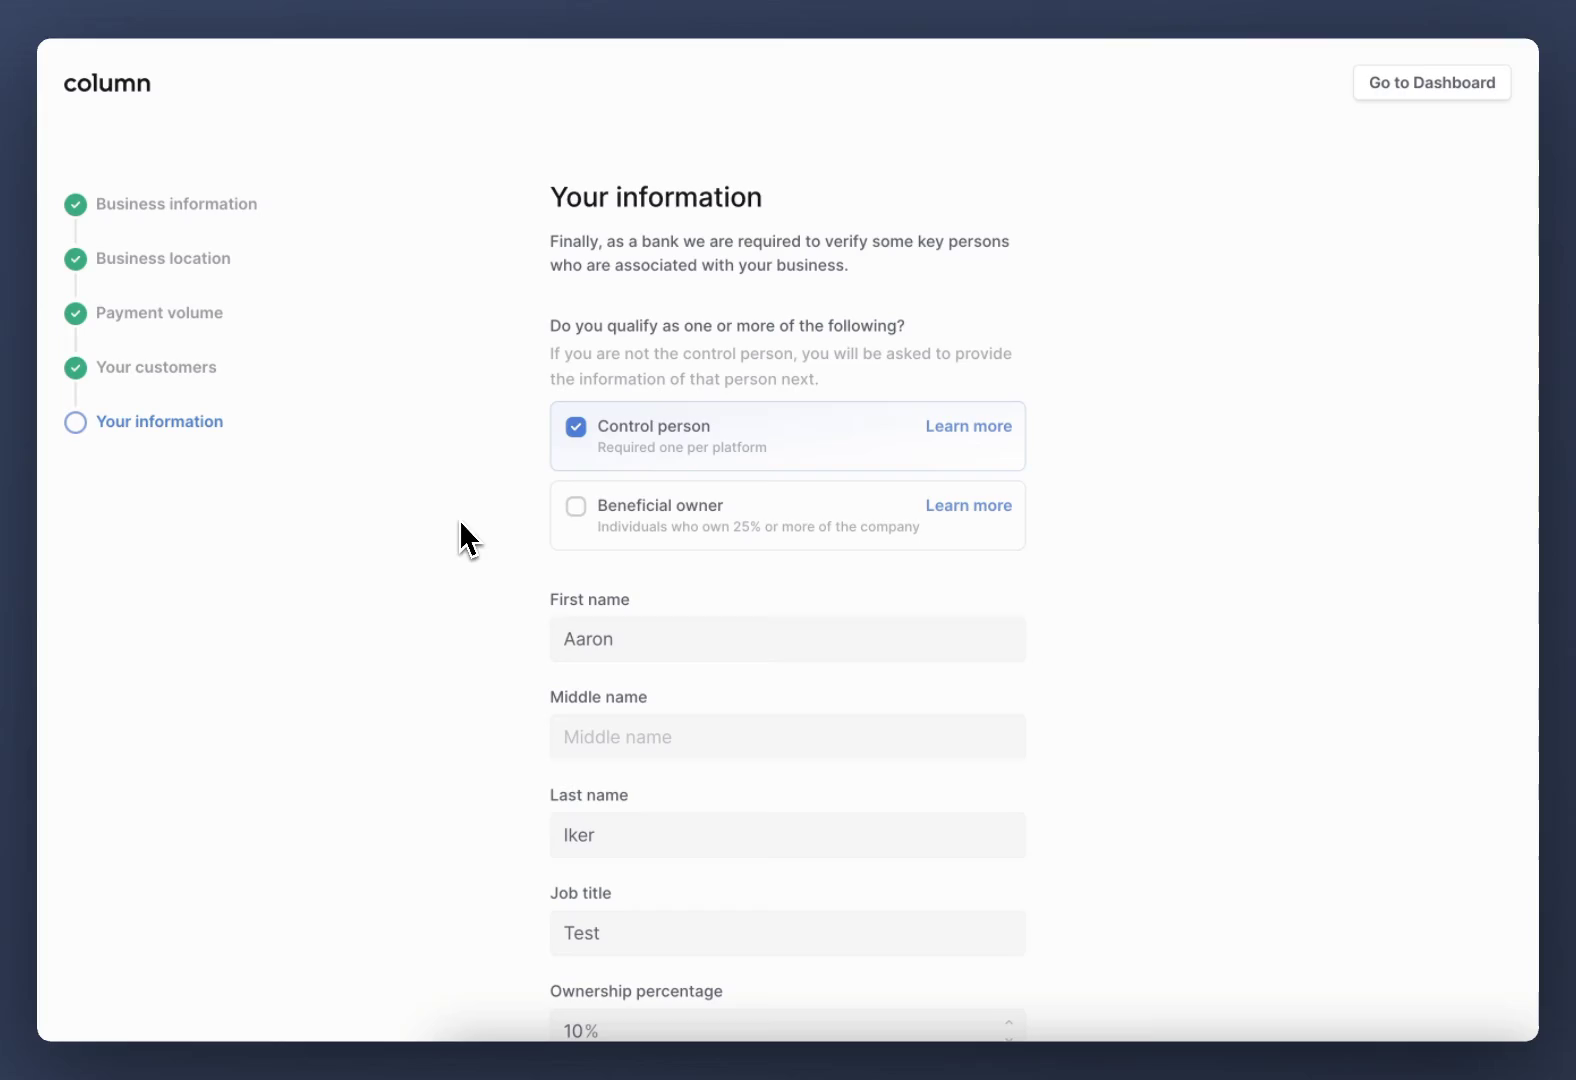 column
Go to Dashboard
Business information
Business location
Payment volume
Your customers
Your information
Your information
Finally, as a bank we are required to verify some key persons
who are associated with your business.
Do you qualify as one or more of the following?
If you are not the control person, you will be asked to provide
the information of that person next.
Control person
Learn more
Required one per platform
Beneficial owner
Learn more
Individuals who own 25% or more of the company
First name
Aaron
Middle name
Middle name
Last name
Iker
Job title
Test
Ownership percentage
10%